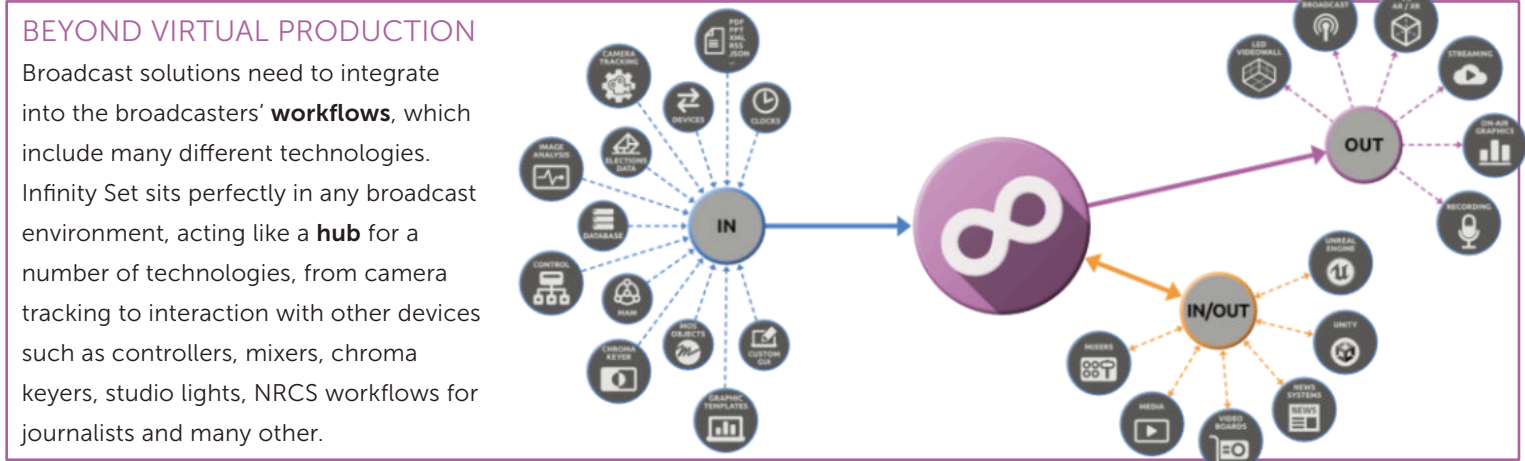 BEYOND VIRTUAL PRODUCTION
Broadcast solutions need to integrate
into the broadcasters' workflows, which
include many different technologies.
Infinity Set sits perfectly in any broadcast
environment, acting like a hub for a
number of technologies, from camera
tracking to interaction with other devices
such as controllers, mixers, chroma
keyers, studio lights, NRCS workflows for
journalists and many other.
PDF
PPT
XML
RSS
JSON
...
CAMERA
TRACKING
DEVICES
CLOCKS
IMAGE
ANALYSIS
ELECTIONS
DATA
DATABASE
CONTROL
MAM
CHROMA
KEYER
MOS
OBJECTS
CUSTOM
GUI
GRAPHIC
TEMPLATES
IN
BROADCAST
AR / XR
LED
VIDEOWALL
STREAMING
ON-AIR
GRAPHICS
RECORDING
OUT
UNREAL
ENGINE
UNITY
NEWS
SYSTEMS
NEWS
VIDEO
BOARDS
MEDIA
MIXERS
IN/OUT